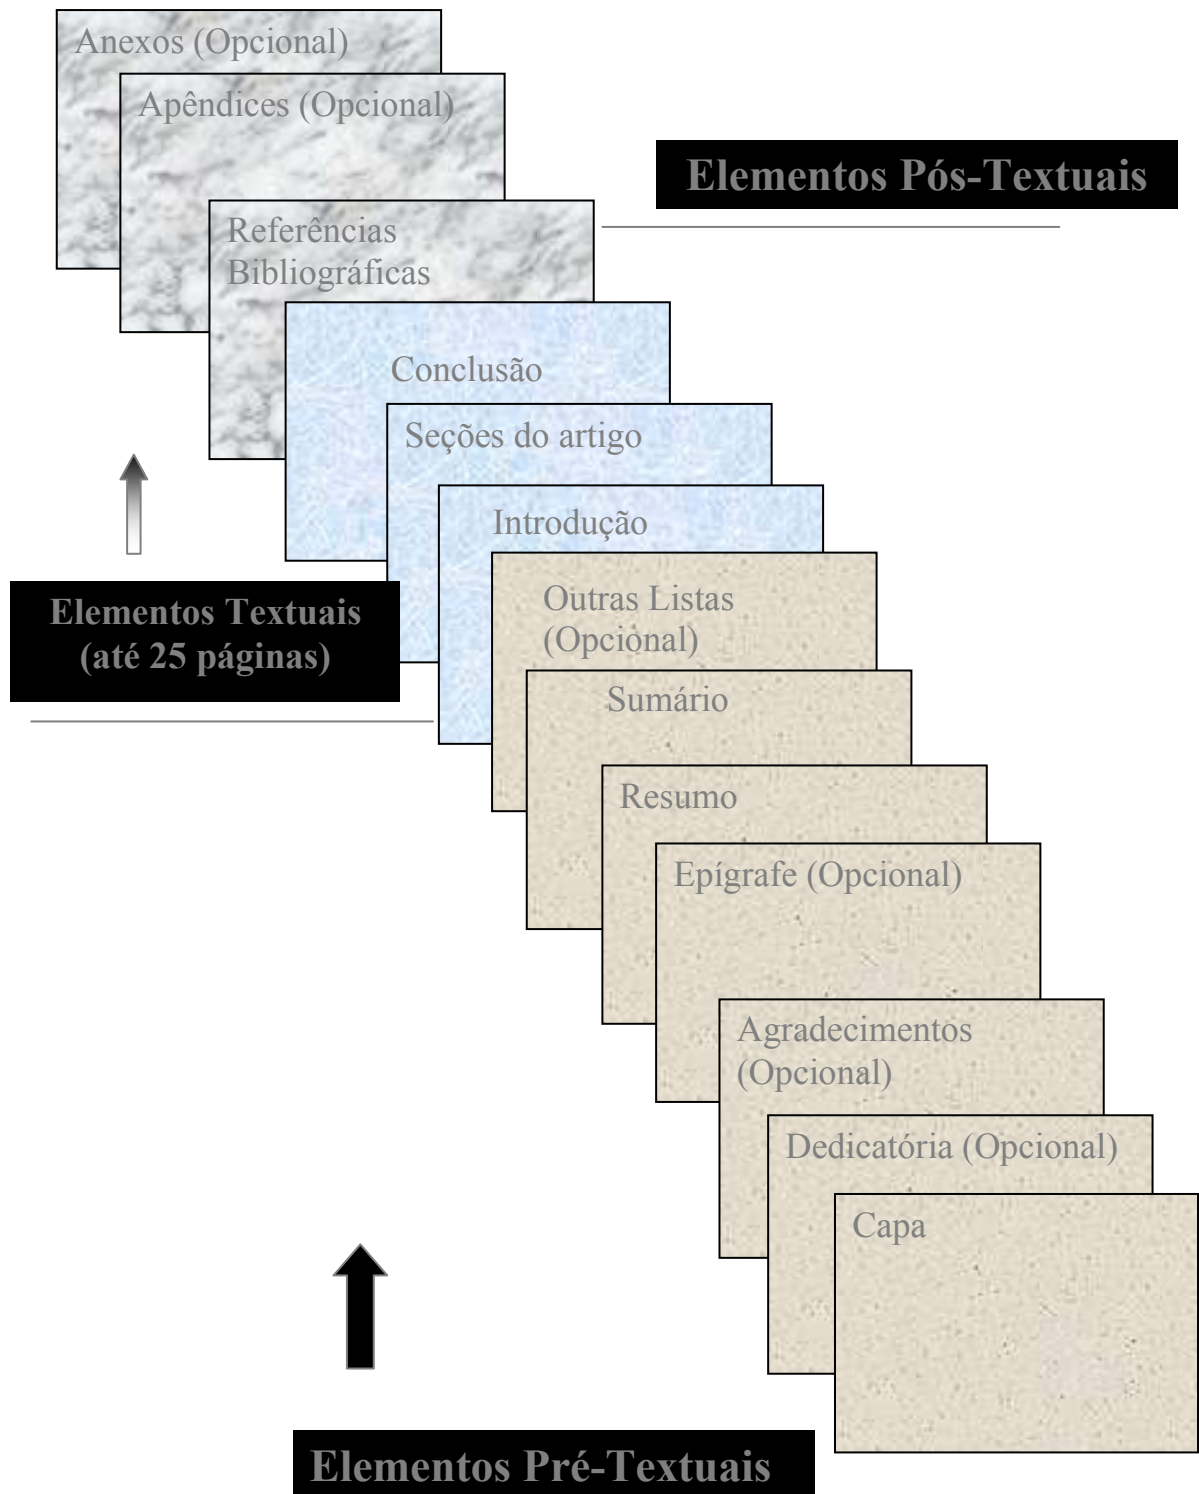 Anexos (Opcional)
Apêndices (Opcional)
Elementos Pós-Textuais
Referências
Bibliográficas
Conclusão
Seções do artigo
Introdução
Elementos Textuais
(até 25 páginas)
Outras Listas
(Opcional)
Sumário
Resumo
Epígrafe (Opcional)
Agradecimentos
(Opcional)
Dedicatória (Opcional)
Capa
Elementos Pré-Textuais